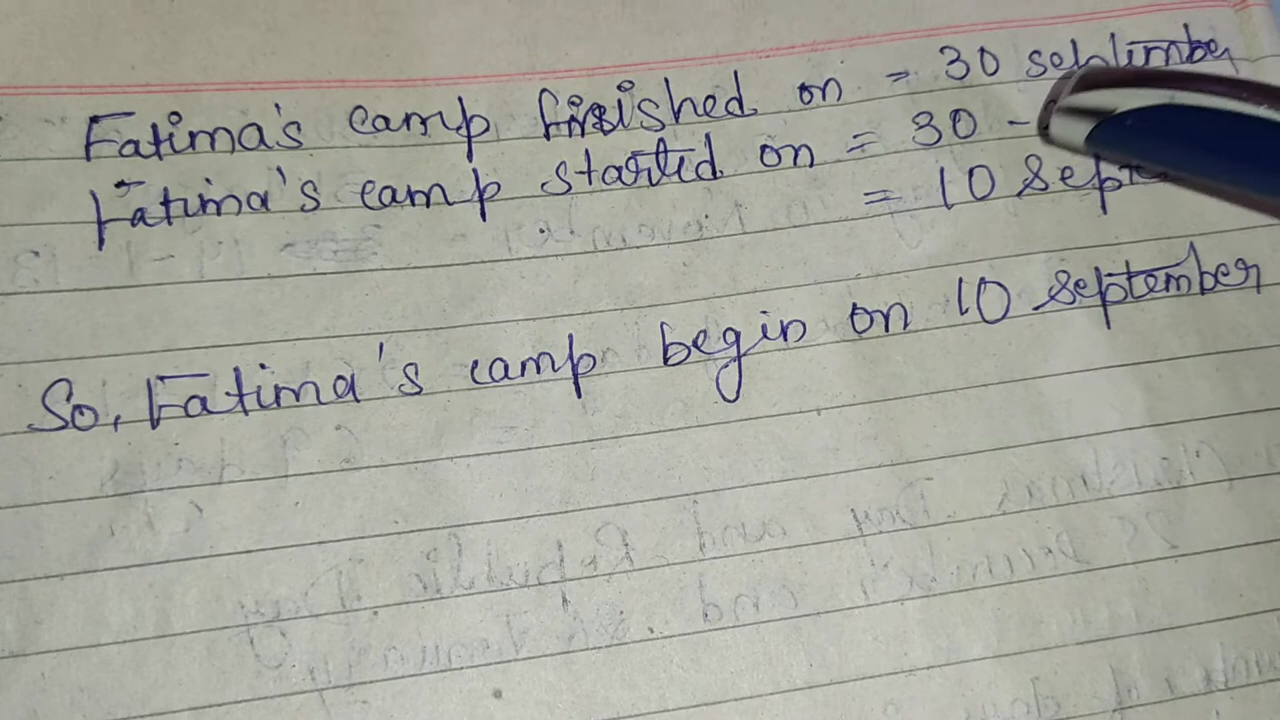 Fatima's camp finished on = 30 september
Fatima's camp started on = 30 -
= 10 Sept
So, Fatima's camp begin on 10 september